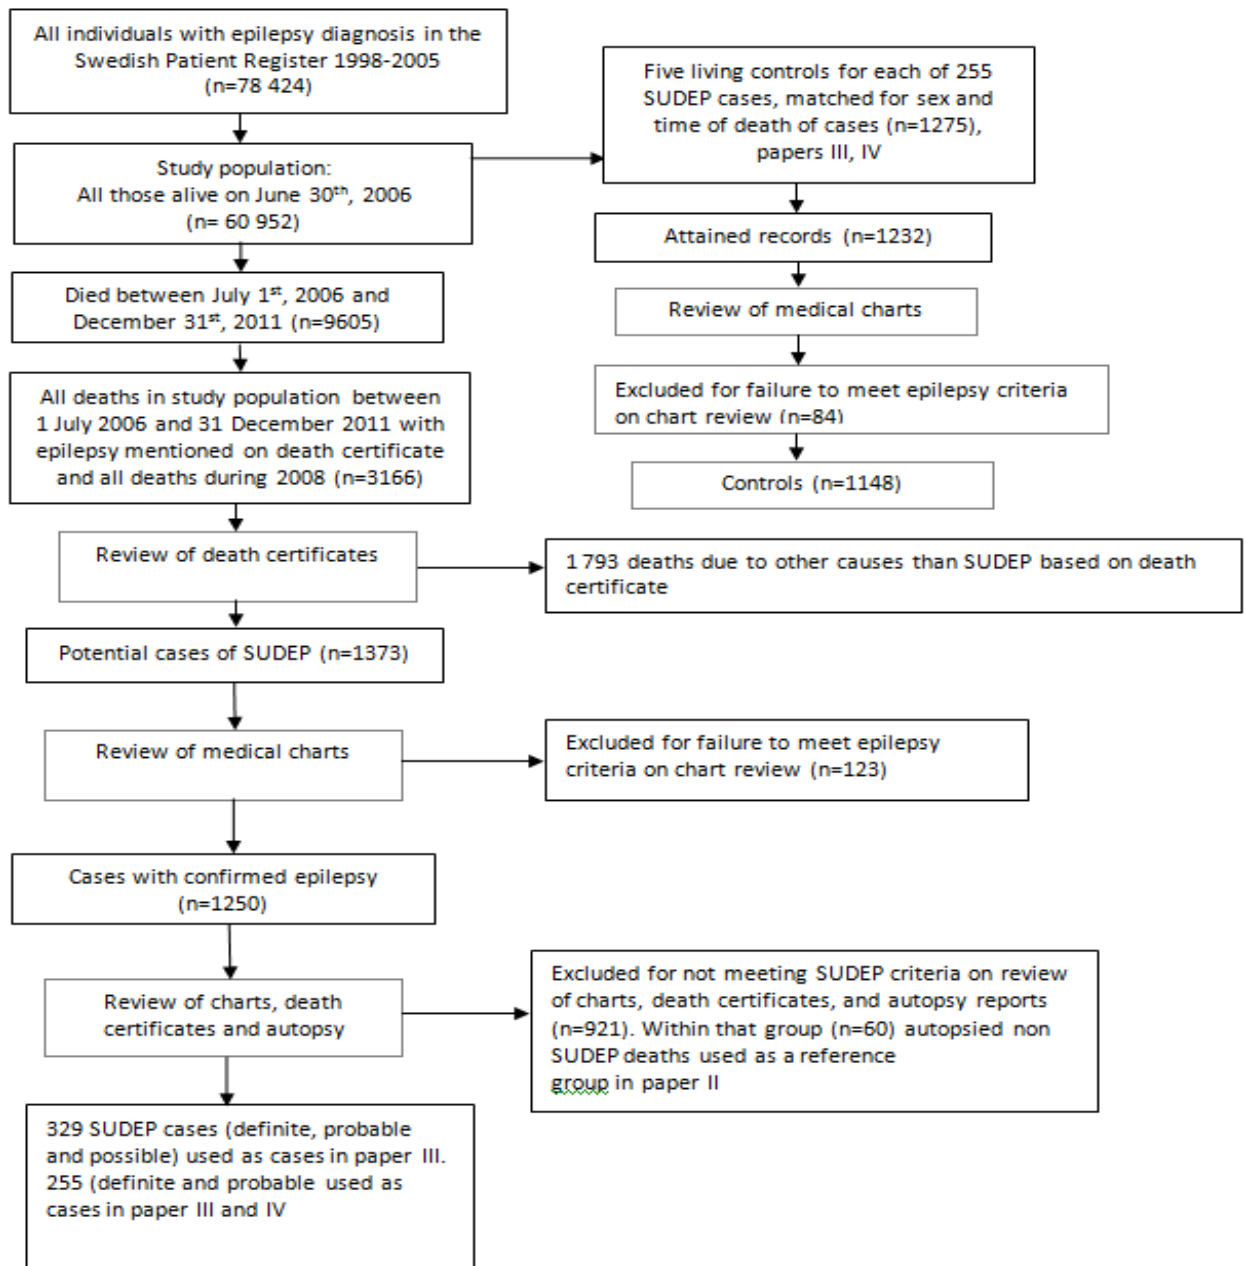 All individuals with epilepsy diagnosis in the
Swedish Patient Register 1998-2005
(n=78 424)
Study population:
All those alive on June 30th, 2006
(n= 60 952)
Died between July 1st, 2006 and
December 31st, 2011 (n=9605)
All deaths in study population between
1 July 2006 and 31 December 2011 with
epilepsy mentioned on death certificate
and all deaths during 2008 (n=3166)
Review of death certificates
Potential cases of SUDEP (n=1373)
Review of medical charts
Cases with confirmed epilepsy
(n=1250)
Review of charts, death
certificates and autopsy
329 SUDEP cases (definite, probable
and possible) used as cases in paper III.
255 (definite and probable used as
cases in paper III and IV
Five living controls for each of 255
SUDEP cases, matched for sex and
time of death of cases (n=1275),
papers III, IV
Attained records (n=1232)
Review of medical charts
Excluded for failure to meet epilepsy criteria
on chart review (n=84)
Controls (n=1148)
1 793 deaths due to other causes than SUDEP based on death
certificate
Excluded for failure to meet epilepsy
criteria on chart review (n=123)
Excluded for not meeting SUDEP criteria on review
of charts, death certificates, and autopsy reports
(n=921). Within that group (n=60) autopsied non
SUDEP deaths used as a reference
group in paper II